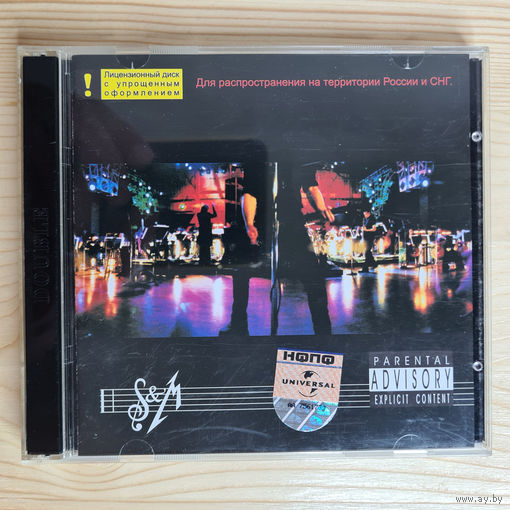 !
Лицензионный диск
с упрощенным
оформлением
Для распространения на территории России и СНГ.
DOUBLE
S&M
UNIVERSAL
PARENTAL
ADVISORY
EXPLICIT CONTENT
www.ay.by